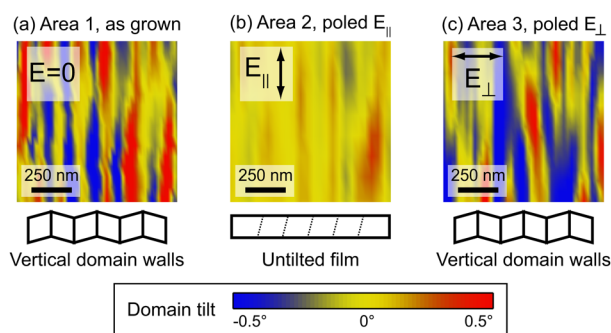 (a) Area 1, as grown
(b) Area 2, poled E||
(c) Area 3, poled E⊥
E=0
E||
E⊥
250 nm
250 nm
250 nm
Vertical domain walls
Untilted film
Vertical domain walls
Domain tilt
-0.5°
0°
0.5°